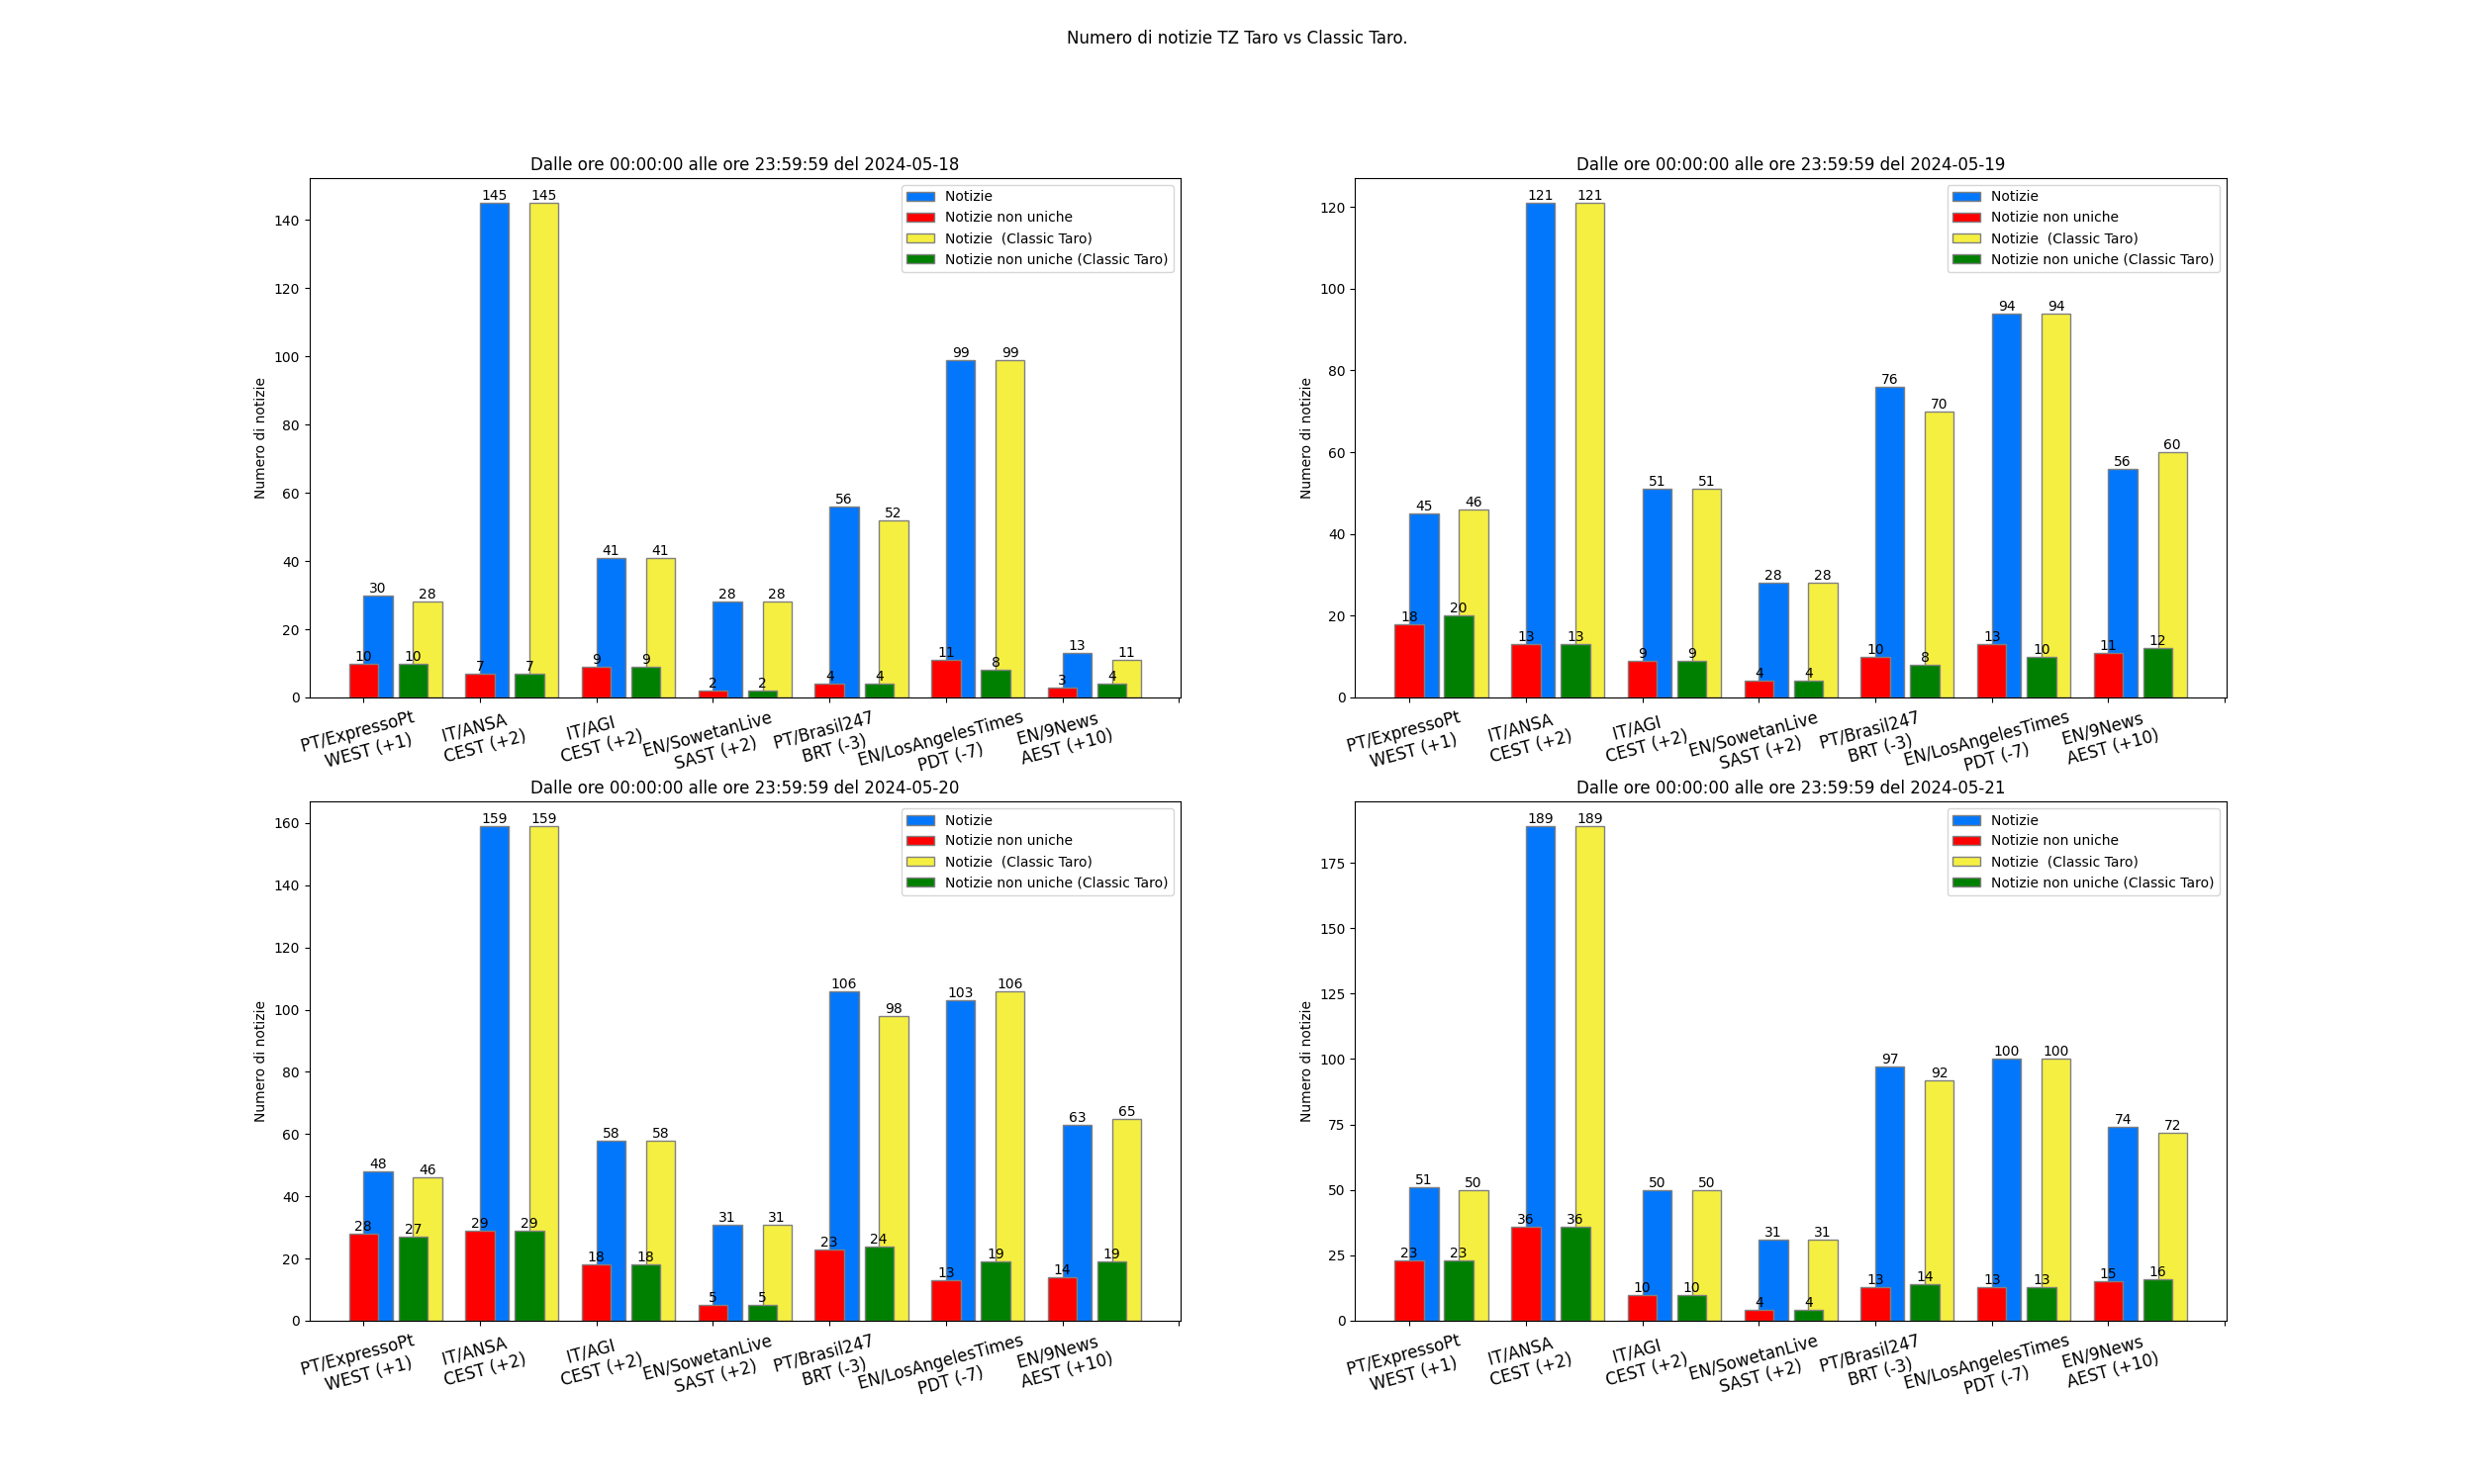 Numero di notizie TZ Taro vs Classic Taro.
Dalle ore 00:00:00 alle ore 23:59:59 del 2024-05-18
Numero di notizie
140
120
100
80
60
40
20
0
Notizie
Notizie non uniche
Notizie (Classic Taro)
Notizie non uniche (Classic Taro)
10 30 10 28
7 145 7 145
9 41 9 41
2 28 2 28
4 56 4 52
11 99 8 99
3 13 4 11
PT/ExpressoPt
WEST (+1)
IT/ANSA
CEST (+2)
IT/AGI
CEST (+2)
EN/SowetanLive
SAST (+2)
PT/Brasil247
BRT (-3)
EN/LosAngelesTimes
PDT (-7)
EN/9News
AEST (+10)
Dalle ore 00:00:00 alle ore 23:59:59 del 2024-05-19
Numero di notizie
120
100
80
60
40
20
0
Notizie
Notizie non uniche
Notizie (Classic Taro)
Notizie non uniche (Classic Taro)
18 45 20 46
13 121 13 121
9 51 9 51
4 28 4 28
10 76 8 70
13 94 10 94
11 56 12 60
PT/ExpressoPt
WEST (+1)
IT/ANSA
CEST (+2)
IT/AGI
CEST (+2)
EN/SowetanLive
SAST (+2)
PT/Brasil247
BRT (-3)
EN/LosAngelesTimes
PDT (-7)
EN/9News
AEST (+10)
Dalle ore 00:00:00 alle ore 23:59:59 del 2024-05-20
Numero di notizie
160
140
120
100
80
60
40
20
0
Notizie
Notizie non uniche
Notizie (Classic Taro)
Notizie non uniche (Classic Taro)
28 48 27 46
29 159 29 159
18 58 18 58
5 31 5 31
23 106 24 98
13 103 19 106
14 63 19 65
PT/ExpressoPt
WEST (+1)
IT/ANSA
CEST (+2)
IT/AGI
CEST (+2)
EN/SowetanLive
SAST (+2)
PT/Brasil247
BRT (-3)
EN/LosAngelesTimes
PDT (-7)
EN/9News
AEST (+10)
Dalle ore 00:00:00 alle ore 23:59:59 del 2024-05-21
Numero di notizie
175
150
125
100
75
50
25
0
Notizie
Notizie non uniche
Notizie (Classic Taro)
Notizie non uniche (Classic Taro)
23 51 23 50
36 189 36 189
10 50 10 50
4 31 4 31
13 97 14 92
13 100 13 100
15 74 16 72
PT/ExpressoPt
WEST (+1)
IT/ANSA
CEST (+2)
IT/AGI
CEST (+2)
EN/SowetanLive
SAST (+2)
PT/Brasil247
BRT (-3)
EN/LosAngelesTimes
PDT (-7)
EN/9News
AEST (+10)